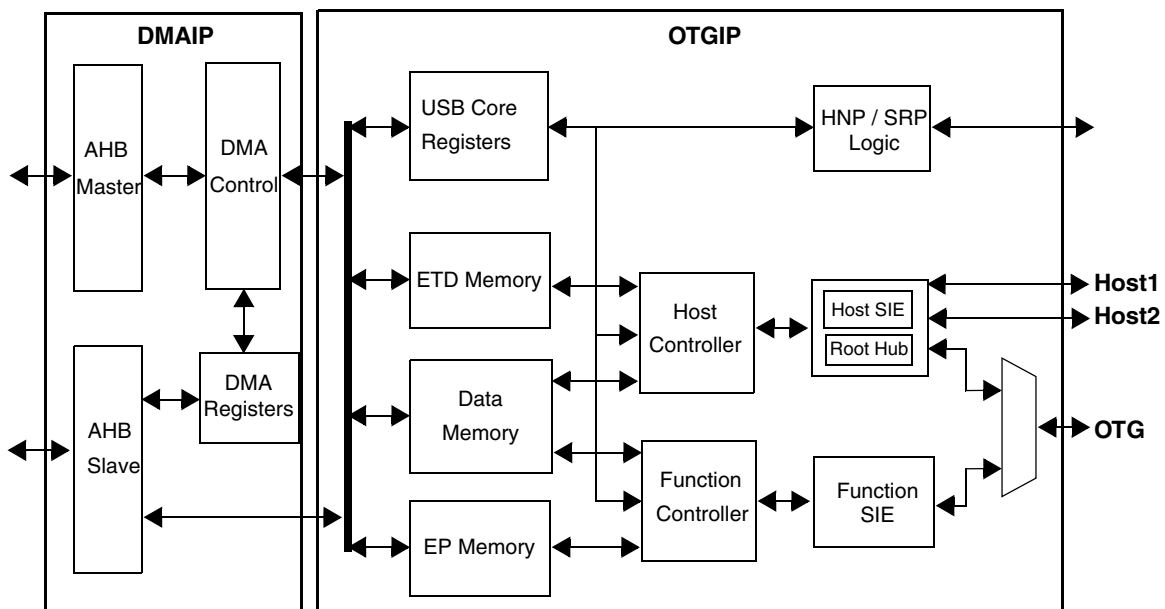 DMAIP
AHB
Master
DMA
Control
DMA
Registers
AHB
Slave
OTGIP
USB Core
Registers
HNP / SRP
Logic
ETD Memory
Host
Controller
Host SIE
Root Hub
Host1
Host2
Data
Memory
OTG
Function
Controller
Function
SIE
EP Memory